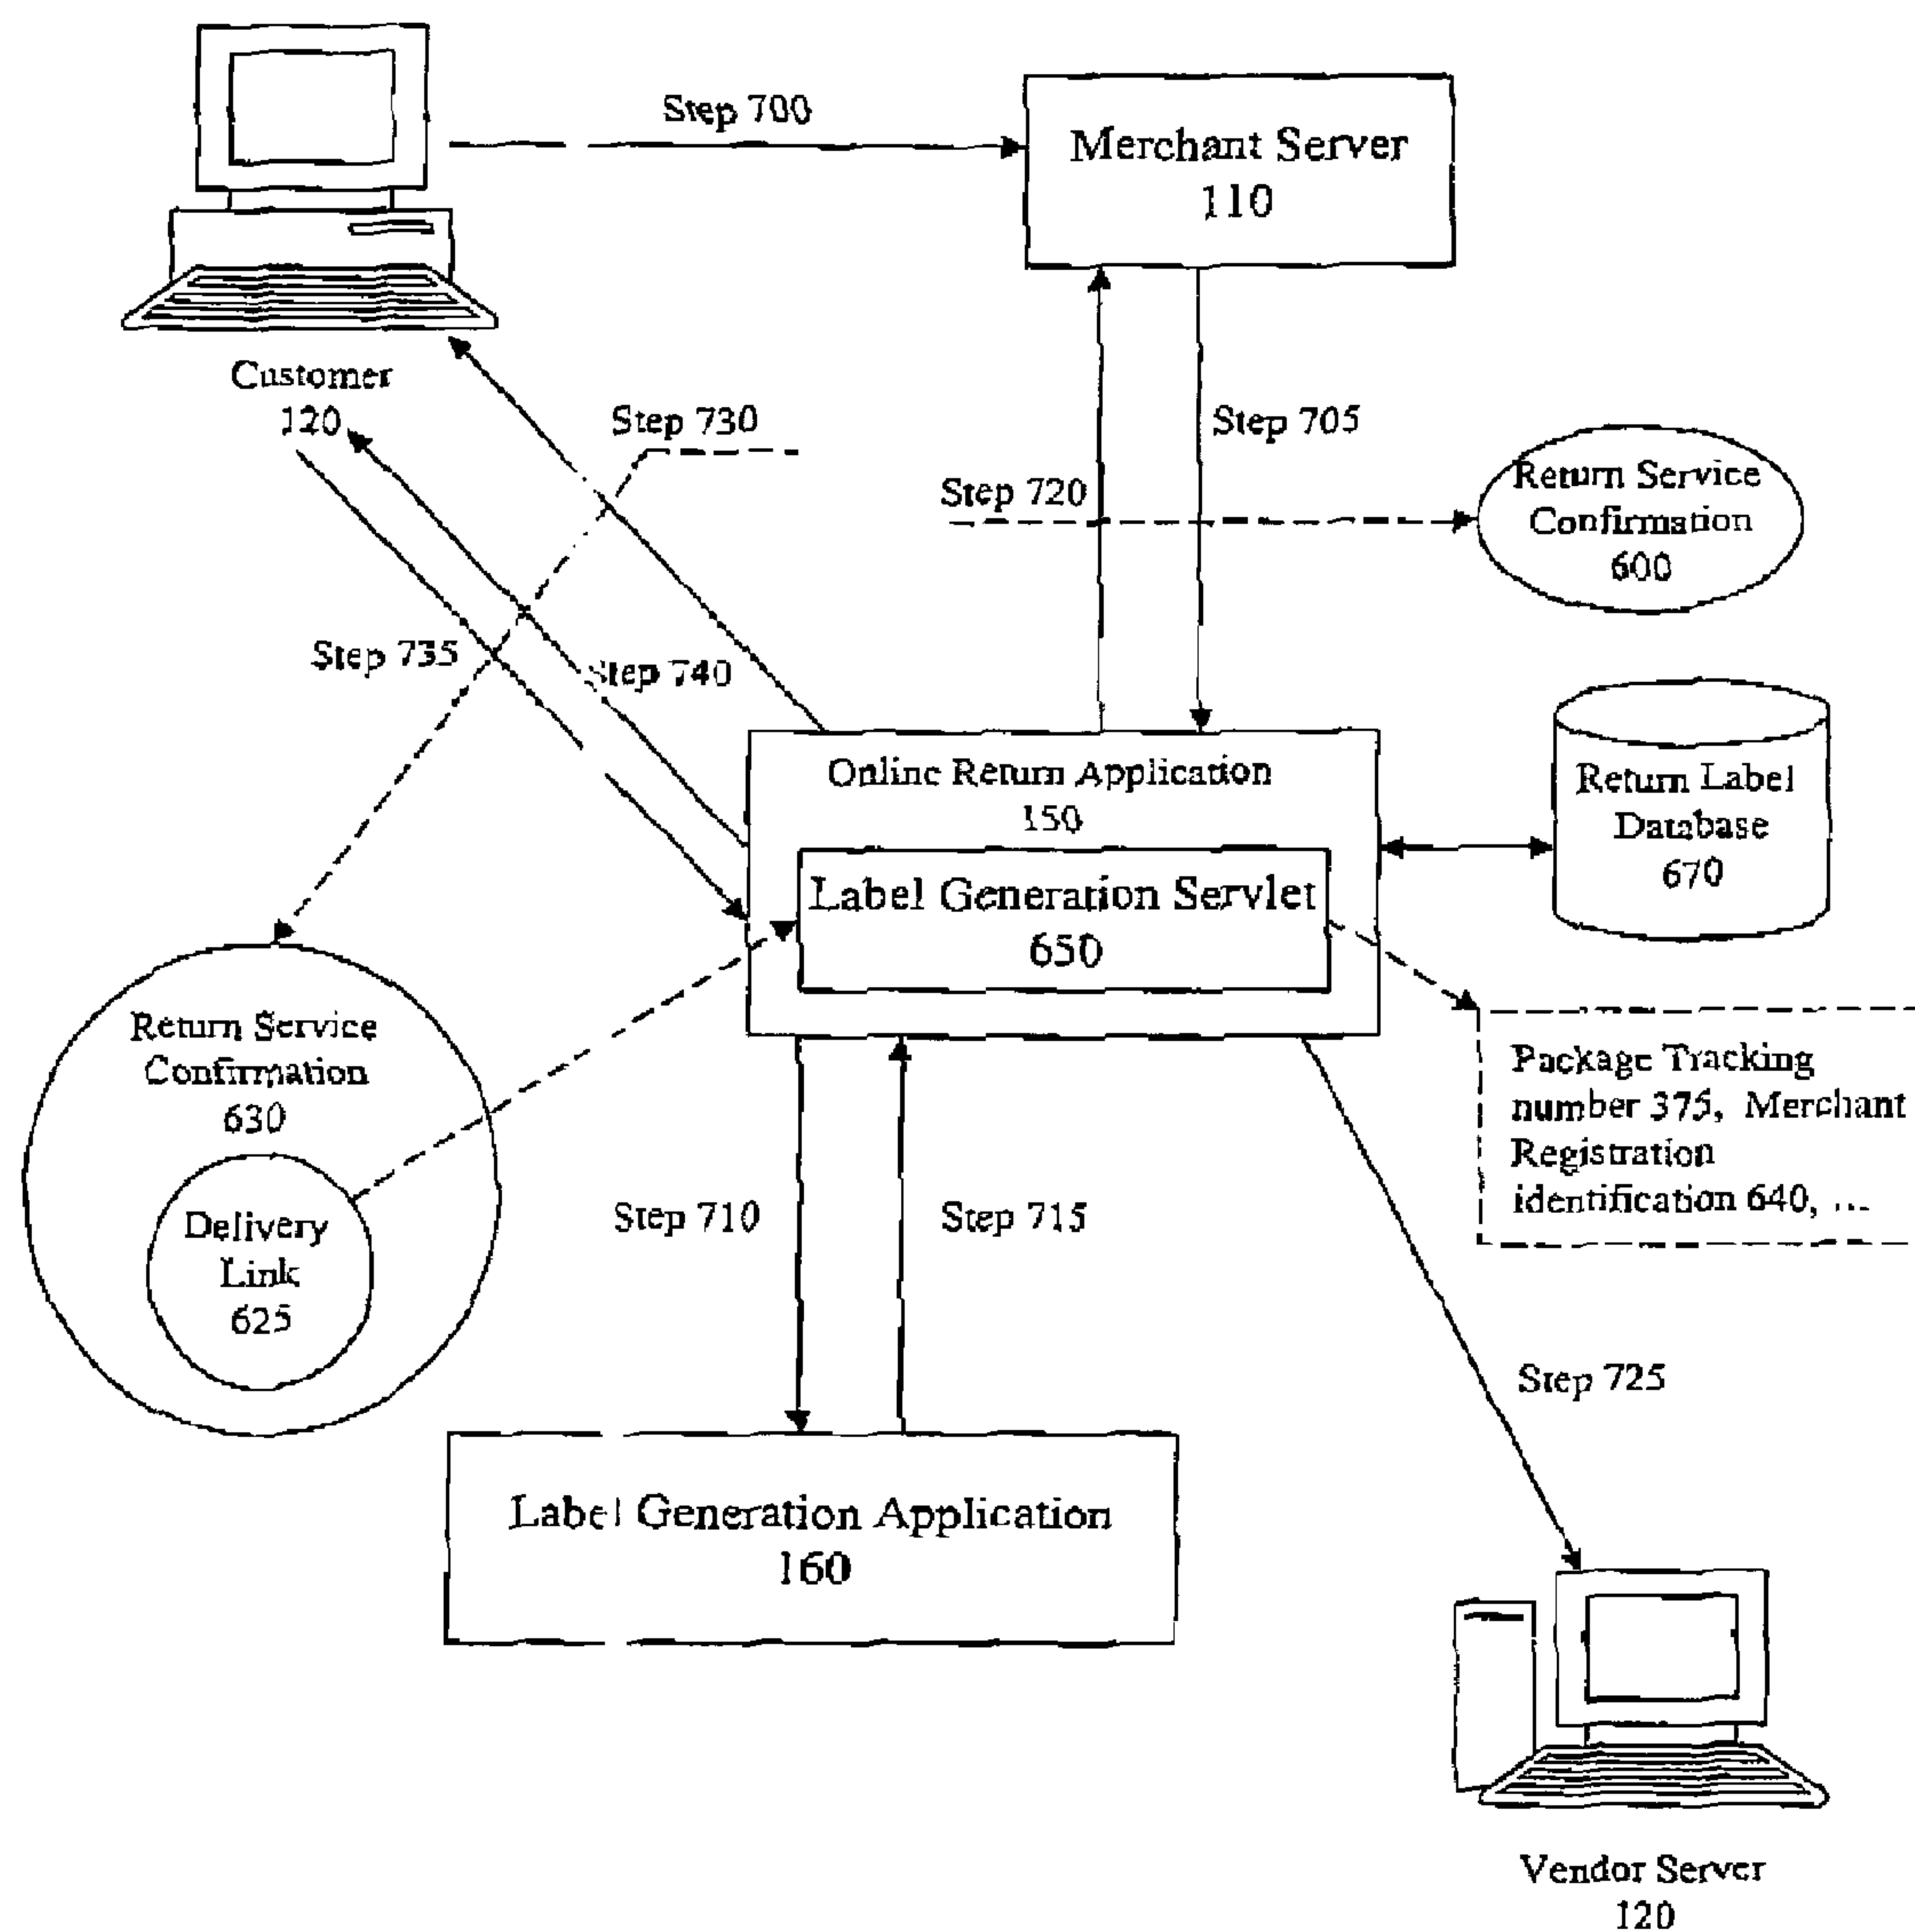 Step 700
Merchant Server
110
Customer
120
Step 730
Step 705
Step 720
Return Service
Confirmation
600
Step 735
Step 740
Online Return Application
150
Return Label
Database
670
Label Generation Servlet
650
Return Service
Confirmation
630
Package Tracking
number 375, Merchant
Registration
identification 640, ...
Delivery
Link
625
Step 710
Step 715
Step 725
Label Generation Application
160
Vendor Server
120